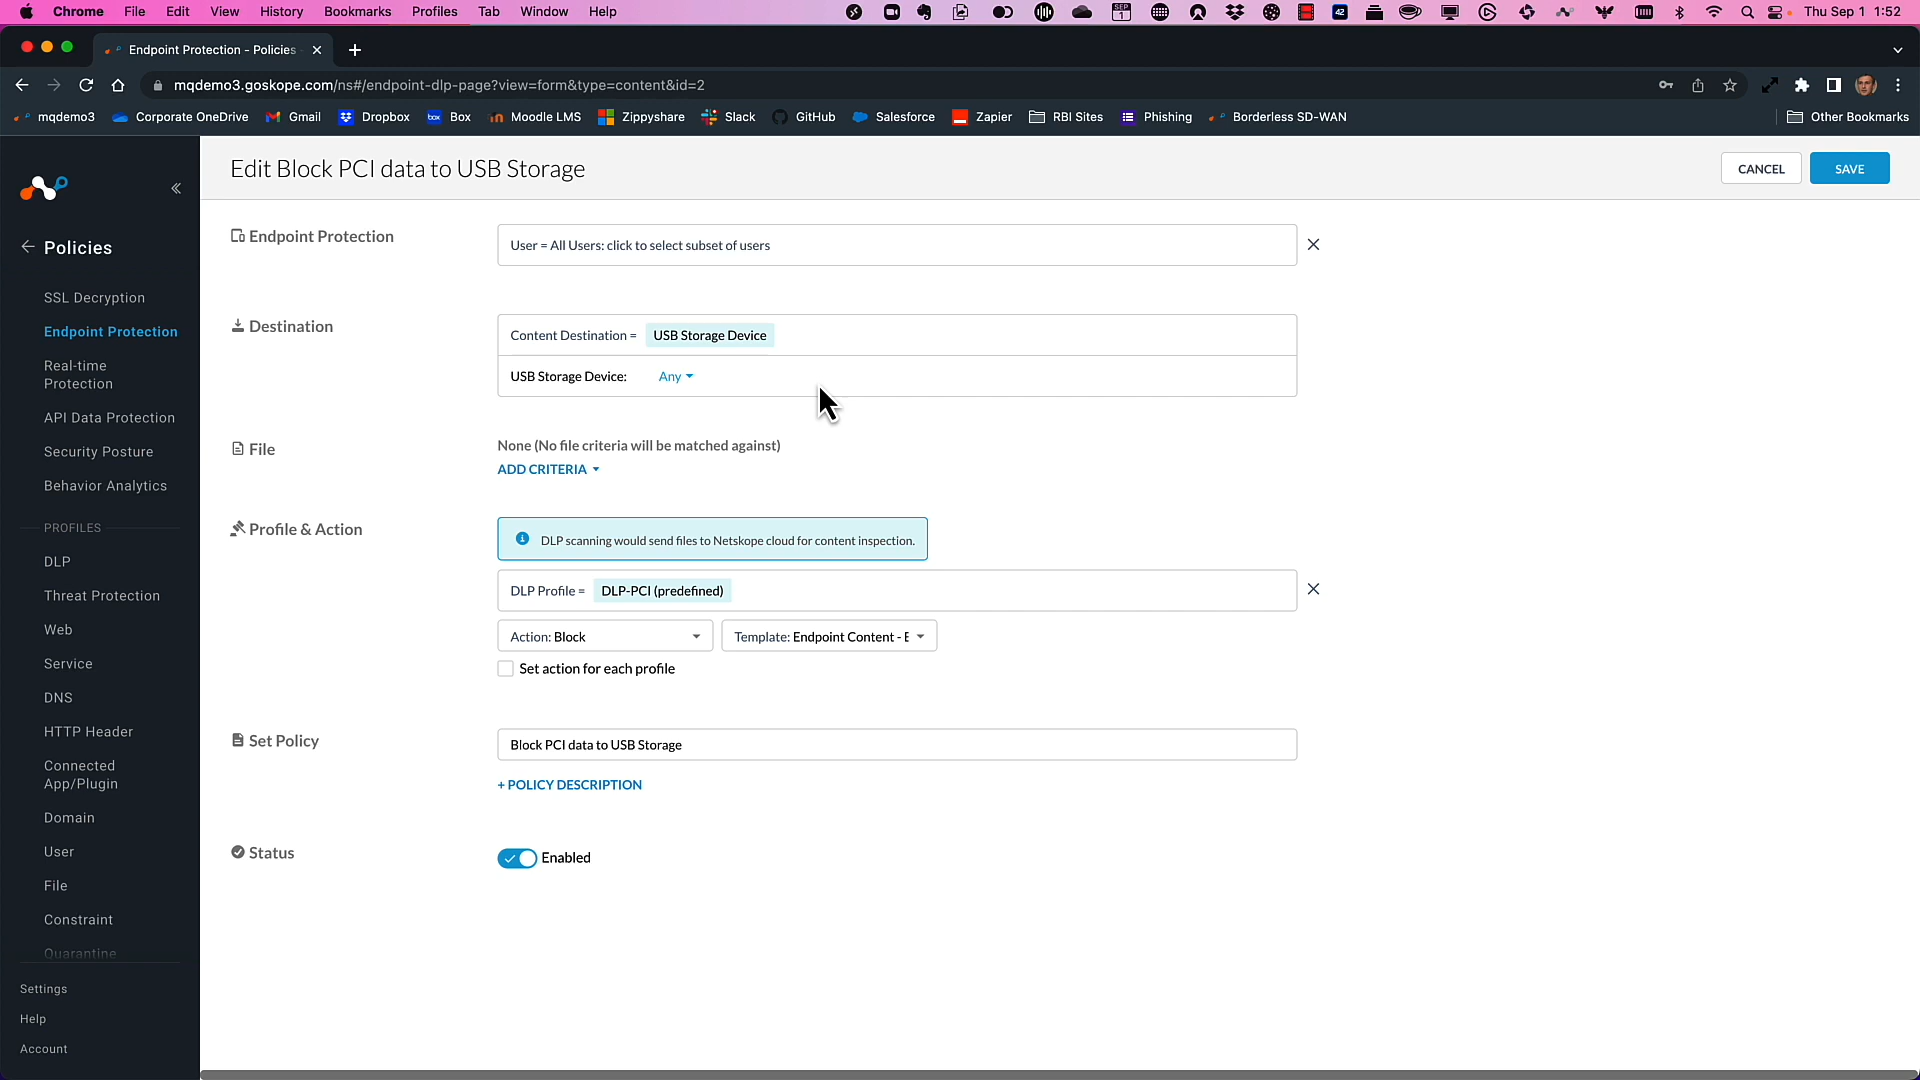 Chrome File Edit View History Bookmarks Profiles Tab Window Help SEP 1 42 Thu Sep 1 1:52
Endpoint Protection - Policies
mqdemo3.goskope.com/ns#/endpoint-dlp-page?view=form&type=content&id=2
mqdemo3 Corporate OneDrive Gmail Dropbox box Box Moodle LMS Zippyshare Slack GitHub Salesforce Zapier RBI Sites Phishing Borderless SD-WAN Other Bookmarks
Edit Block PCI data to USB Storage
CANCEL SAVE
Policies
SSL Decryption
Endpoint Protection
Real-time
Protection
API Data Protection
Security Posture
Behavior Analytics
PROFILES
DLP
Threat Protection
Web
Service
DNS
HTTP Header
Connected
App/Plugin
Domain
User
File
Constraint
Quarantine
Settings
Help
Account
Endpoint Protection
User = All Users: click to select subset of users
Destination
Content Destination = USB Storage Device
USB Storage Device: Any
File
None (No file criteria will be matched against)
ADD CRITERIA
Profile & Action
DLP scanning would send files to Netskope cloud for content inspection.
DLP Profile = DLP-PCI (predefined)
Action: Block Template: Endpoint Content -
Set action for each profile
Set Policy
Block PCI data to USB Storage
+ POLICY DESCRIPTION
Status
Enabled